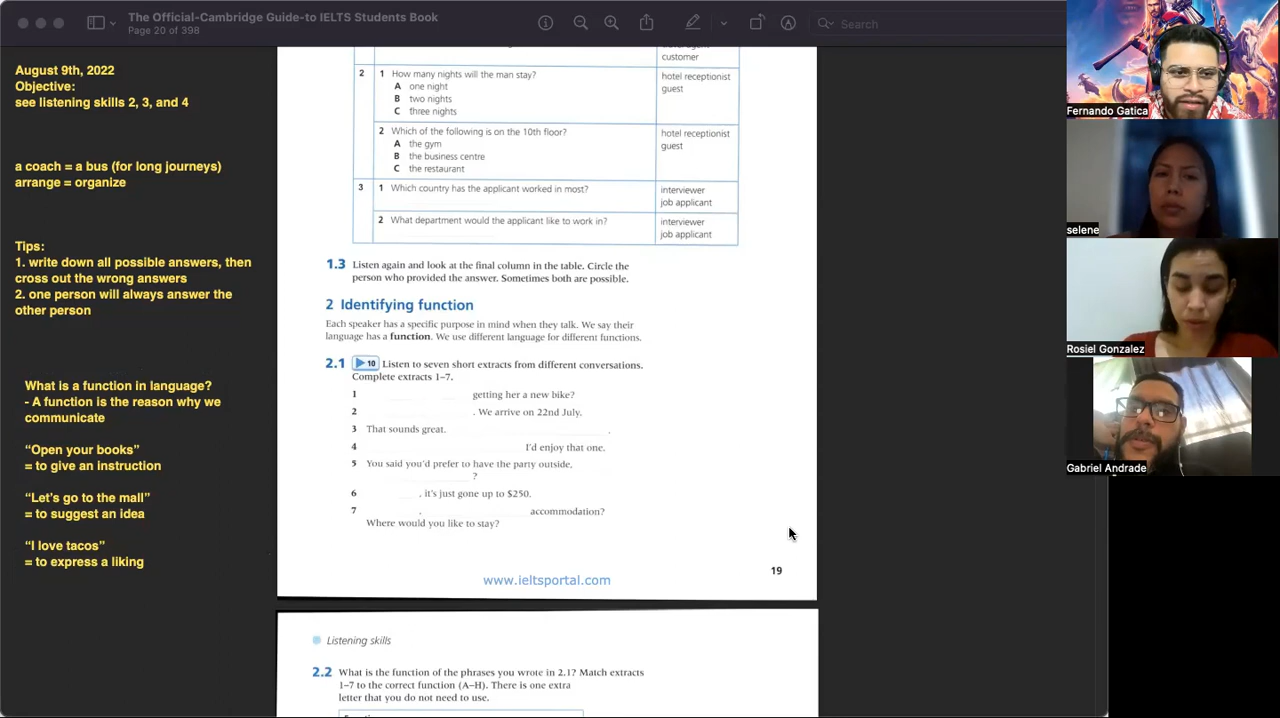 The Official-Cambridge Guide-to IELTS Students Book
Page 20 of 398
Search
August 9th, 2022
Objective:
see listening skills 2, 3, and 4
a coach = a bus (for long journeys)
arrange = organize
Tips:
1. write down all possible answers, then
cross out the wrong answers
2. one person will always answer the
other person
What is a function in language?
- A function is the reason why we
communicate
“Open your books”
= to give an instruction
“Let's go to the mall”
= to suggest an idea
“I love tacos”
= to express a liking
customer
2 1 How many nights will the man stay?
A one night
B two nights
C three nights
hotel receptionist
guest
2 Which of the following is on the 10th floor?
A the gym
B the business centre
C the restaurant
hotel receptionist
guest
3 1 Which country has the applicant worked in most?
interviewer
job applicant
2 What department would the applicant like to work in?
interviewer
job applicant
1.3 Listen again and look at the final column in the table. Circle the
person who provided the answer. Sometimes both are possible.
2 Identifying function
Each speaker has a specific purpose in mind when they talk. We say their
language has a function. We use different language for different functions.
2.1 10 Listen to seven short extracts from different conversations.
Complete extracts 1–7.
1 getting her a new bike?
2 . We arrive on 22nd July.
3 That sounds great. .
4 I'd enjoy that one.
5 You said you'd prefer to have the party outside,
?
6 , it's just gone up to $250.
7 , accommodation?
Where would you like to stay?
19
www.ieltsportal.com
Listening skills
2.2 What is the function of the phrases you wrote in 2.1? Match extracts
1–7 to the correct function (A–H). There is one extra
letter that you do not need to use.
Fernando Gatica
selene
Rosiel Gonzalez
Gabriel Andrade